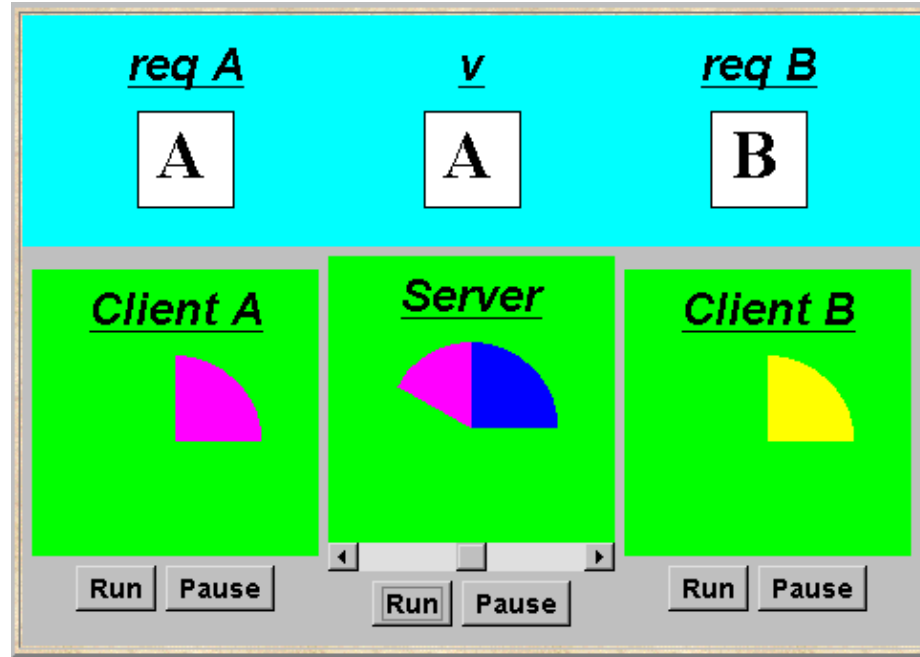 req A
v
req B
A
A
B
Client A
Server
Client B
Run Pause
Run Pause
Run Pause